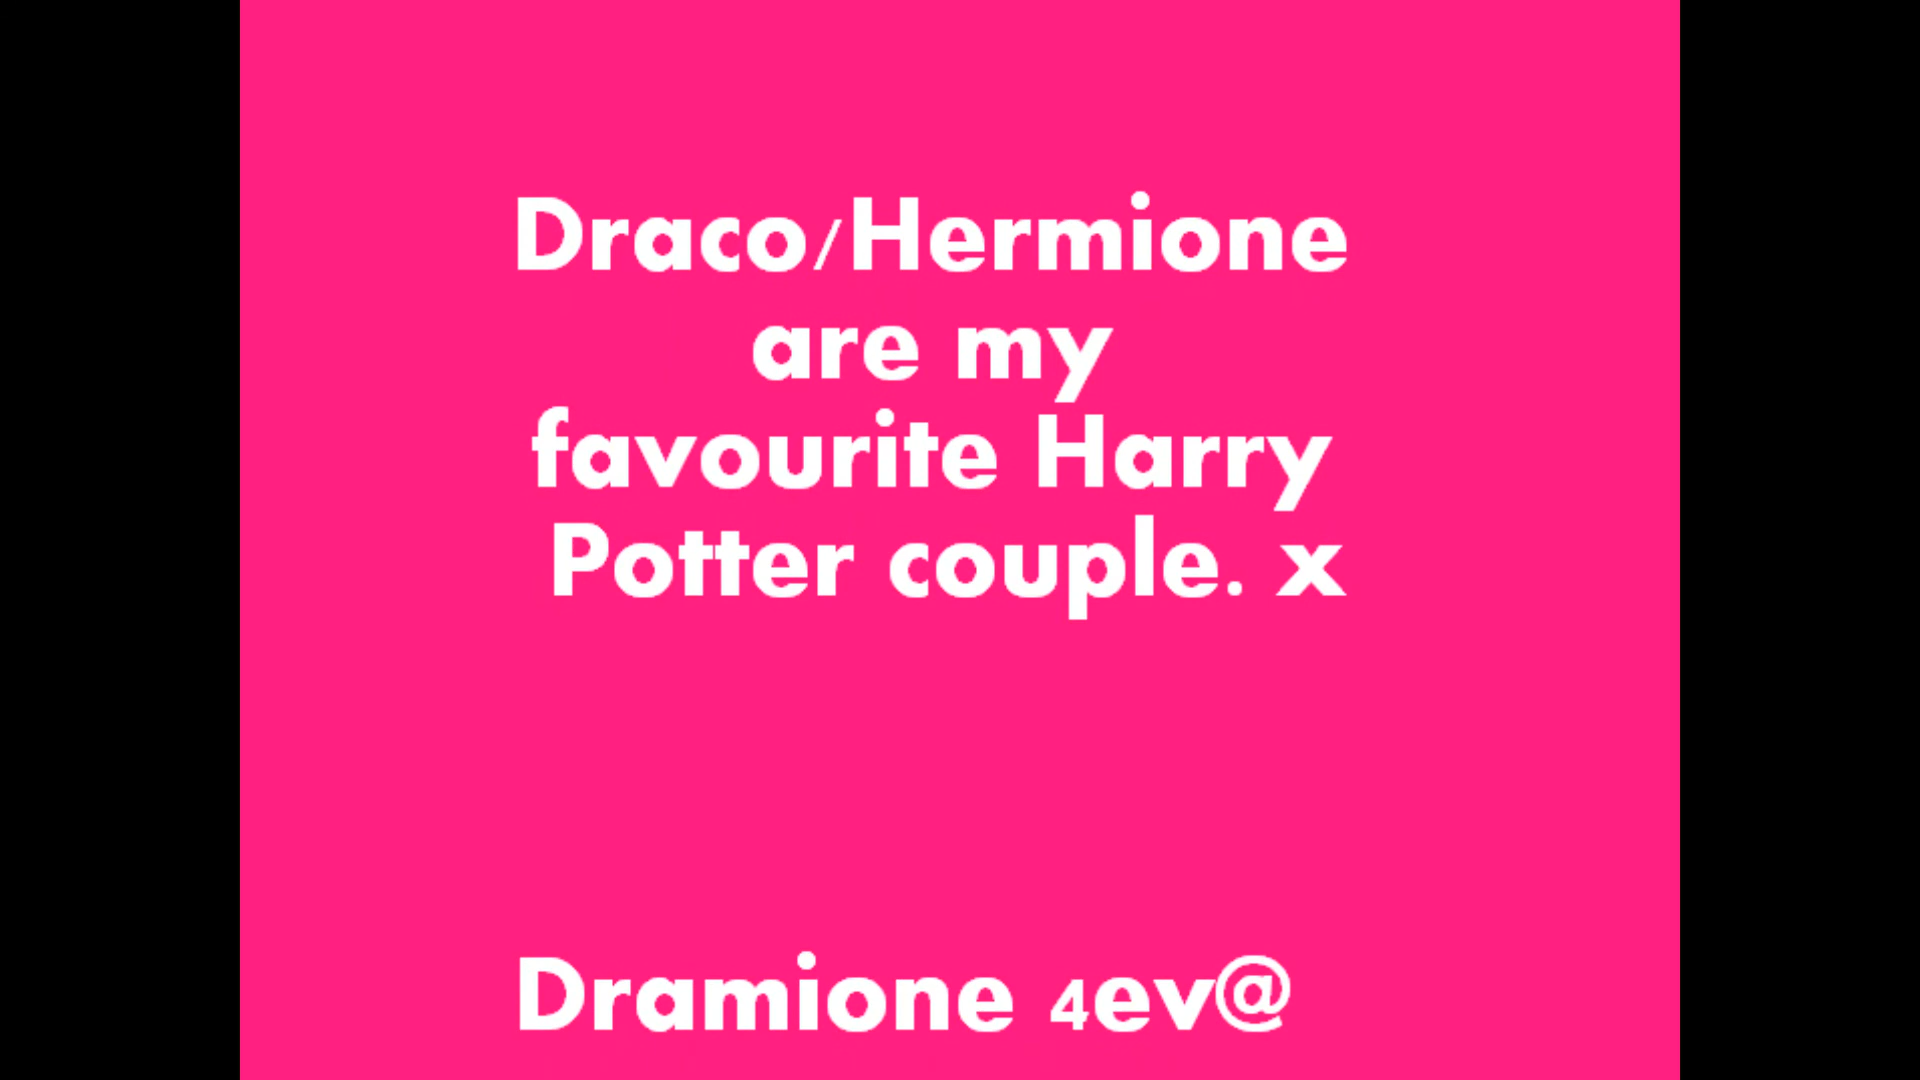 Draco/Hermione
are my
favourite Harry
Potter couple. x
Dramione 4ev@